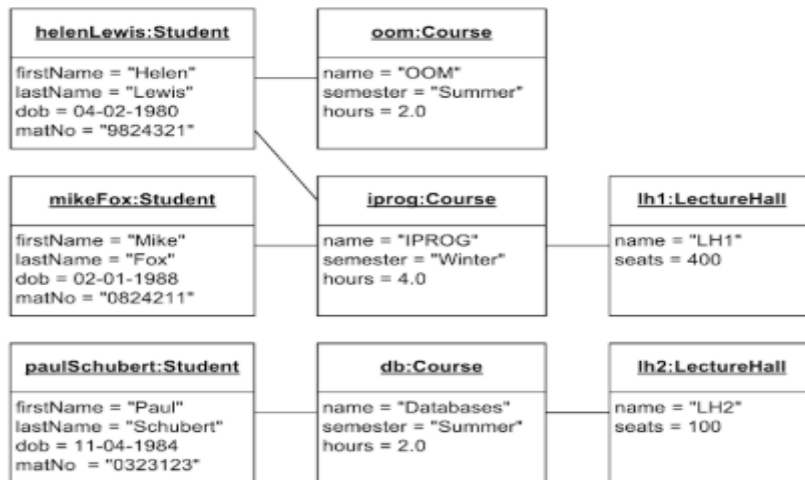 helenLewis:Student
firstName = "Helen"
lastName = "Lewis"
dob = 04-02-1980
matNo = "9824321"
oom:Course
name = "OOM"
semester = "Summer"
hours = 2.0
mikeFox:Student
firstName = "Mike"
lastName = "Fox"
dob = 02-01-1988
matNo = "0824211"
iprog:Course
name = "IPROG"
semester = "Winter"
hours = 4.0
lh1:LectureHall
name = "LH1"
seats = 400
paulSchubert:Student
firstName = "Paul"
lastName = "Schubert"
dob = 11-04-1984
matNo = "0323123"
db:Course
name = "Databases"
semester = "Summer"
hours = 2.0
lh2:LectureHall
name = "LH2"
seats = 100